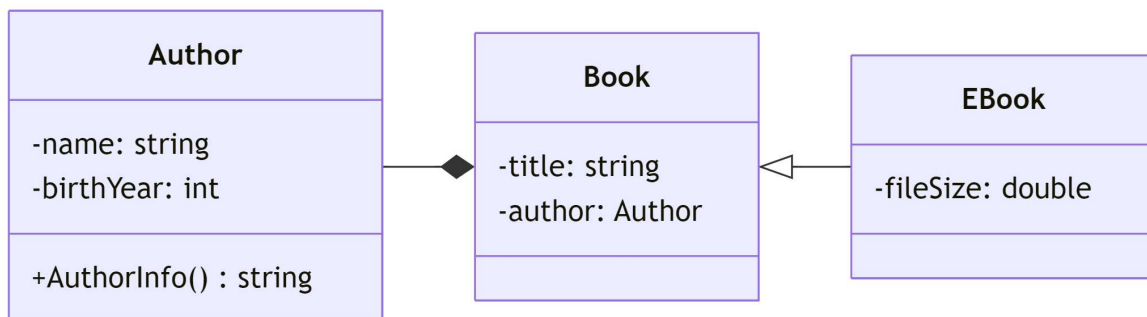 Author
-name: string
-birthYear: int
+AuthorInfo() : string
Book
-title: string
-author: Author
EBook
-fileSize: double